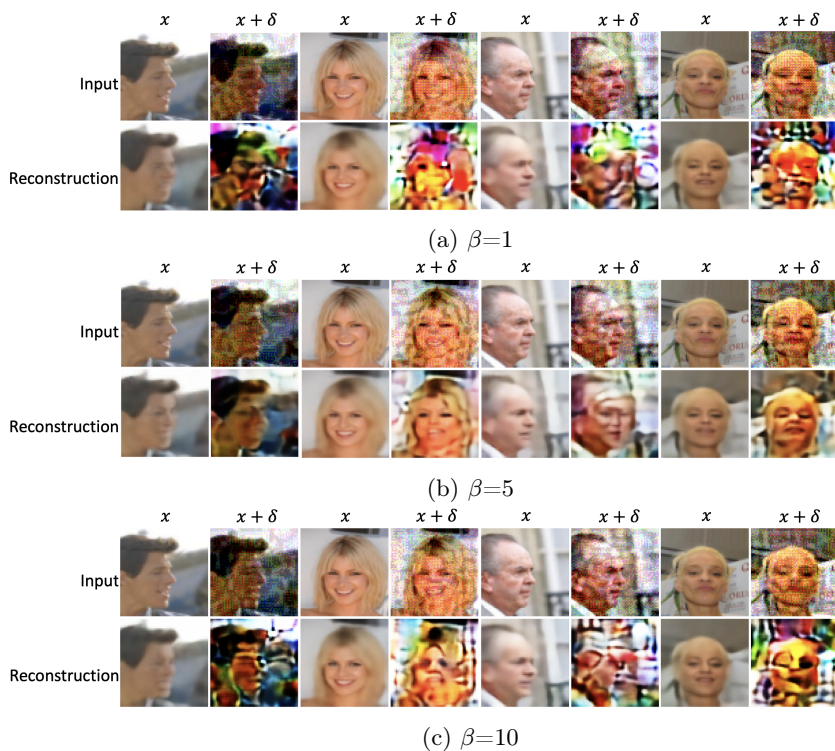 x x + δ x x + δ x x + δ x x + δ
Input
Reconstruction
(a) β=1
x x + δ x x + δ x x + δ x x + δ
Input
Reconstruction
(b) β=5
x x + δ x x + δ x x + δ x x + δ
Input
Reconstruction
(c) β=10